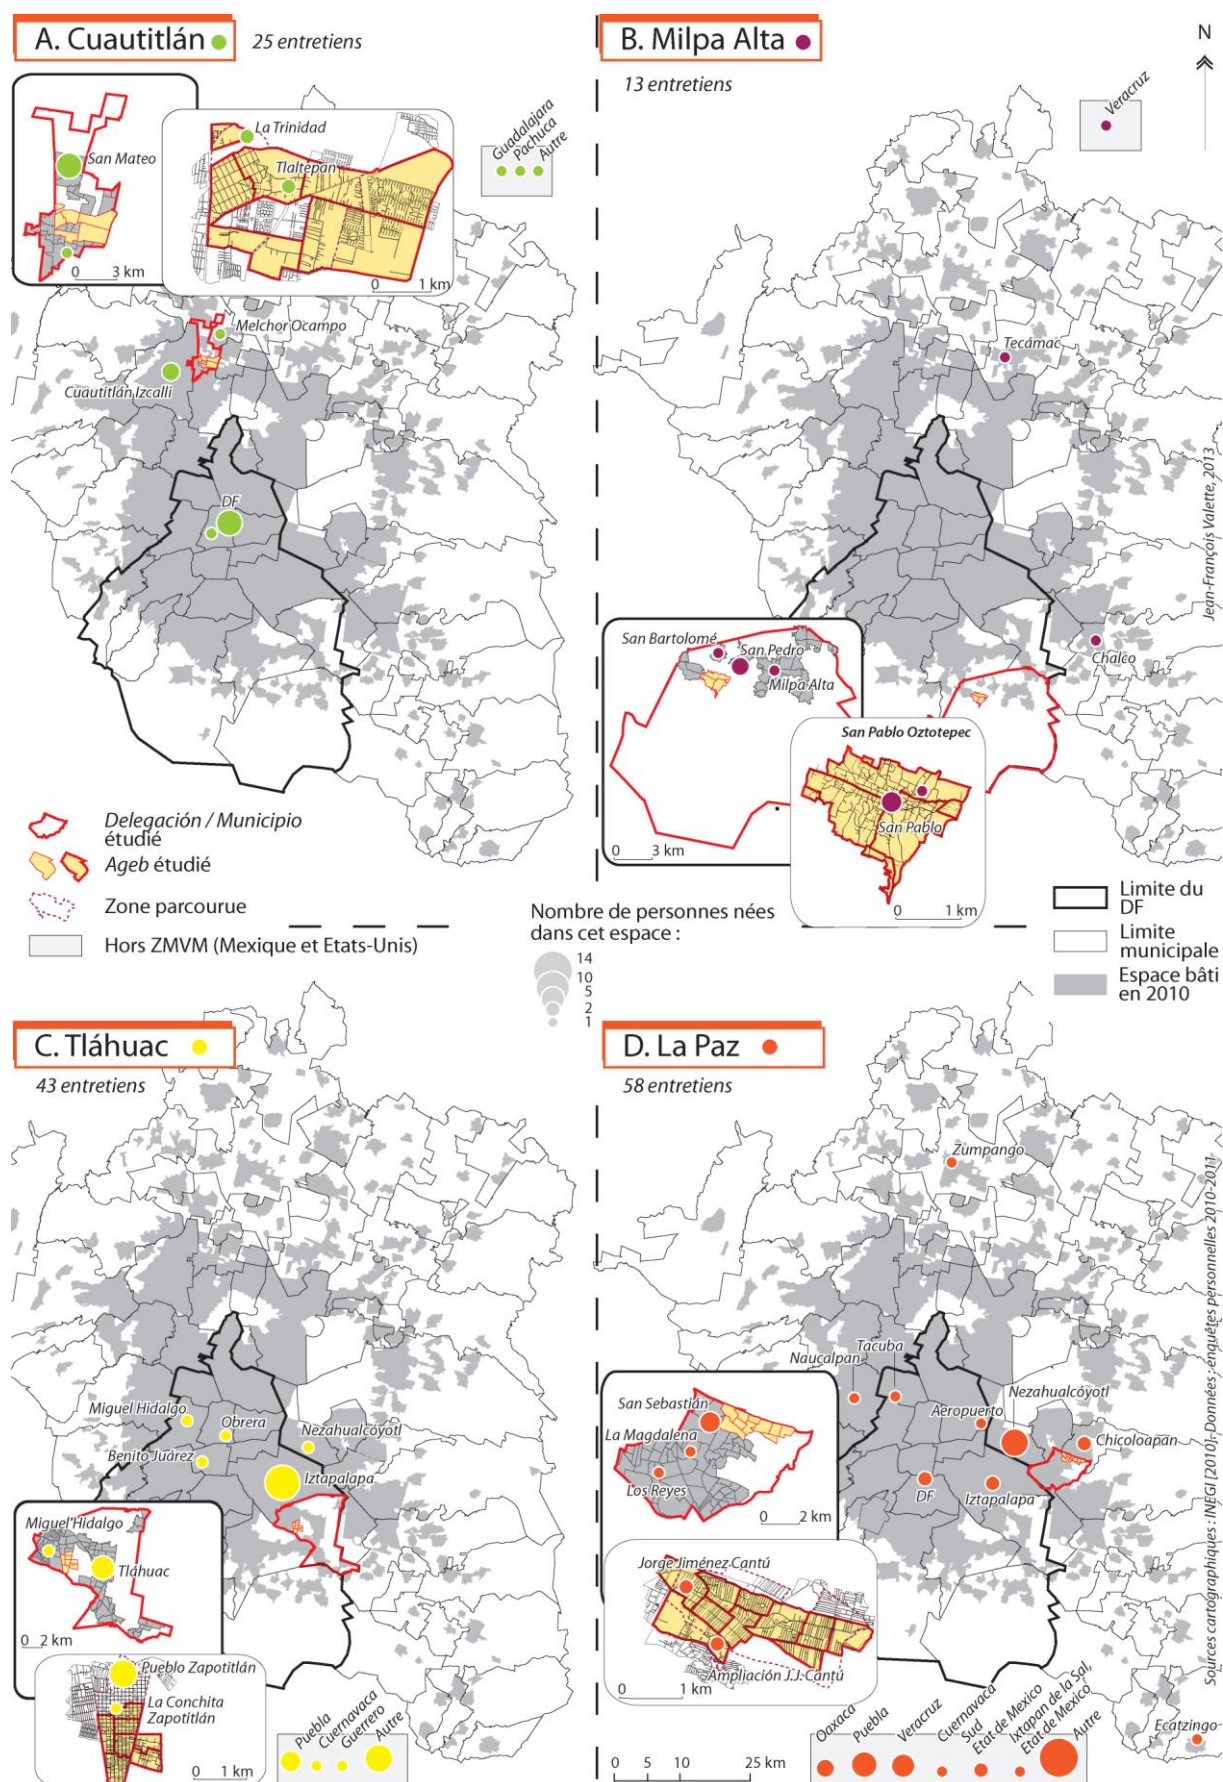 A. Cuautitlán
25 entretiens
San Mateo
0 3 km
La Trinidad
Tlaltepan
0 1 km
Guadalajara
Pachuca
Autre
Melchor Ocampo
Cuautitlán Izcalli
DF
B. Milpa Alta
13 entretiens
N
Veracruz
Tecámac
Chalco
San Bartolomé
San Pedro
Milpa Alta
0 3 km
San Pablo Oztotepec
San Pablo
0 1 km
Jean-François Valette, 2013
Delegación / Municipio
étudié
Ageb étudié
Zone parcourue
Hors ZMVM (Mexique et Etats-Unis)
Nombre de personnes nées
dans cet espace :
14
10
5
2
1
Limite du
DF
Limite
municipale
Espace bâti
en 2010
C. Tláhuac
43 entretiens
Miguel Hidalgo
Obrera
Nezahualcóyotl
Benito Juárez
Iztapalapa
Miguel Hidalgo
Tláhuac
0 2 km
Pueblo Zapotitlán
La Conchita
Zapotitlán
0 1 km
Puebla
Cuernavaca
Guerrero
Autre
D. La Paz
58 entretiens
Zumpango
Tacuba
Naucalpan
Nezahualcóyotl
Aeropuerto
Chicoloapan
DF
Iztapalapa
San Sebastián
La Magdalena
Los Reyes
0 2 km
Jorge Jiménez Cantú
Ampliación J.J. Cantú
0 1 km
Ecatzingo
Oaxaca
Puebla
Veracruz
Cuernavaca
Sud
Etat de Mexico
Ixtapan de la Sal,
Etat de Mexico
Autre
0 5 10 25 km
Sources cartographiques : INEGI [2010]. Données : enquêtes personnelles 2010-2011